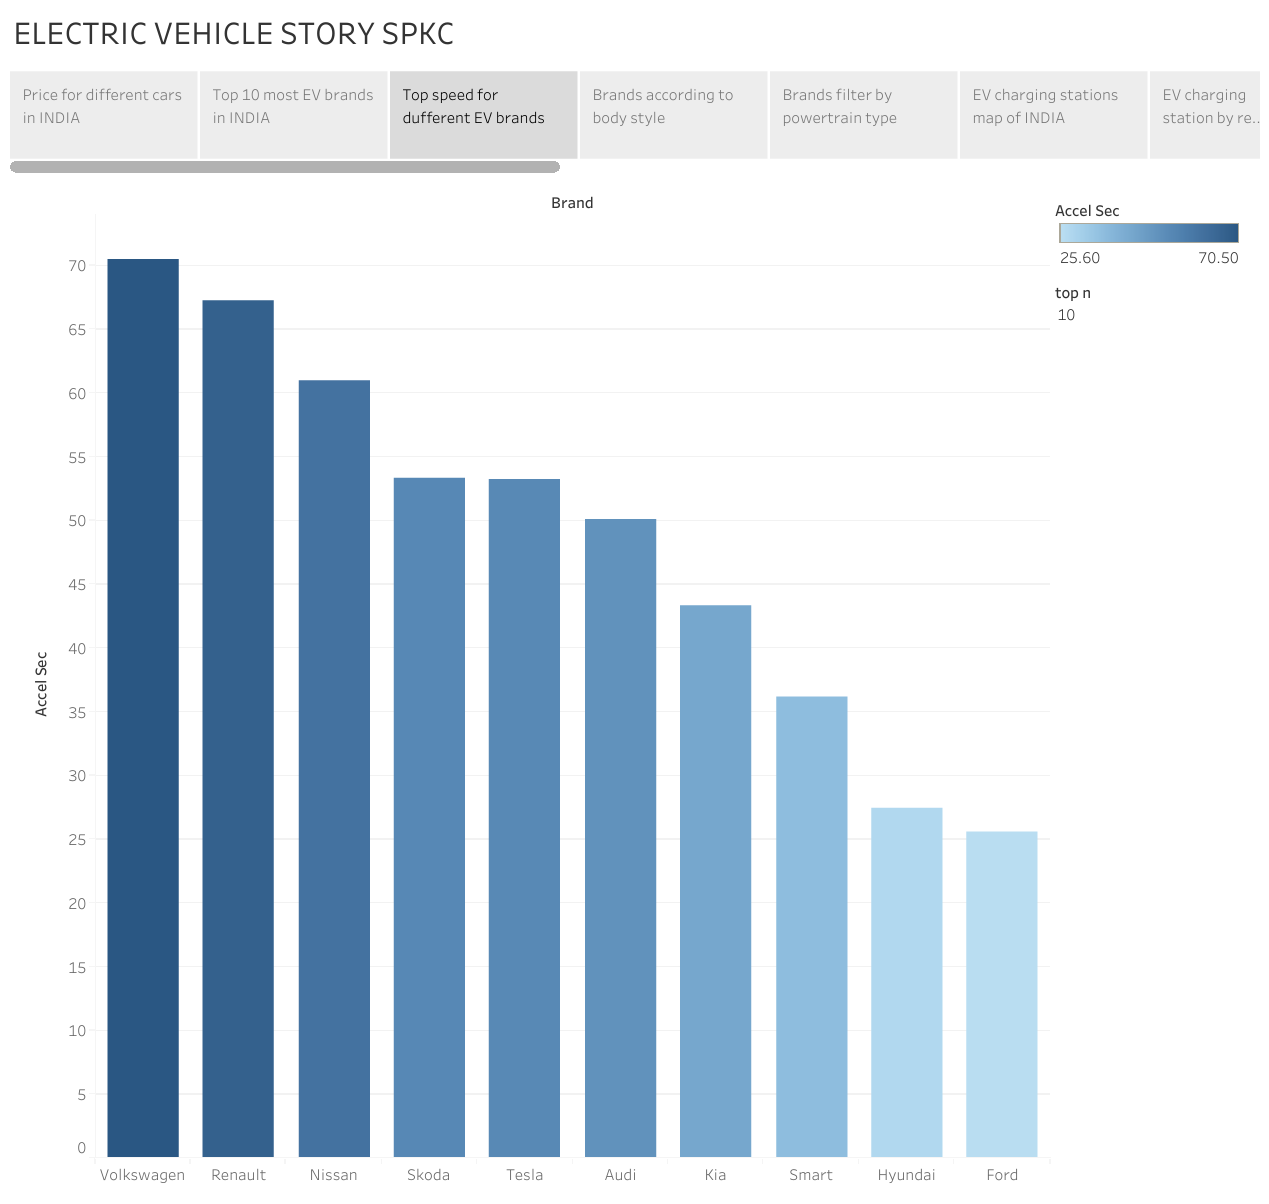 ELECTRIC VEHICLE STORY SPKC
Price for different cars
in INDIA
Top 10 most EV brands
in INDIA
Top speed for
dufferent EV brands
Brands according to
body style
Brands filter by
powertrain type
EV charging stations
map of INDIA
EV charging
station by re..
Brand
Accel Sec
25.60 70.50
top n
10
70
65
60
55
50
45
40
35
30
25
20
15
10
5
0
Accel Sec
Volkswagen Renault Nissan Skoda Tesla Audi Kia Smart Hyundai Ford